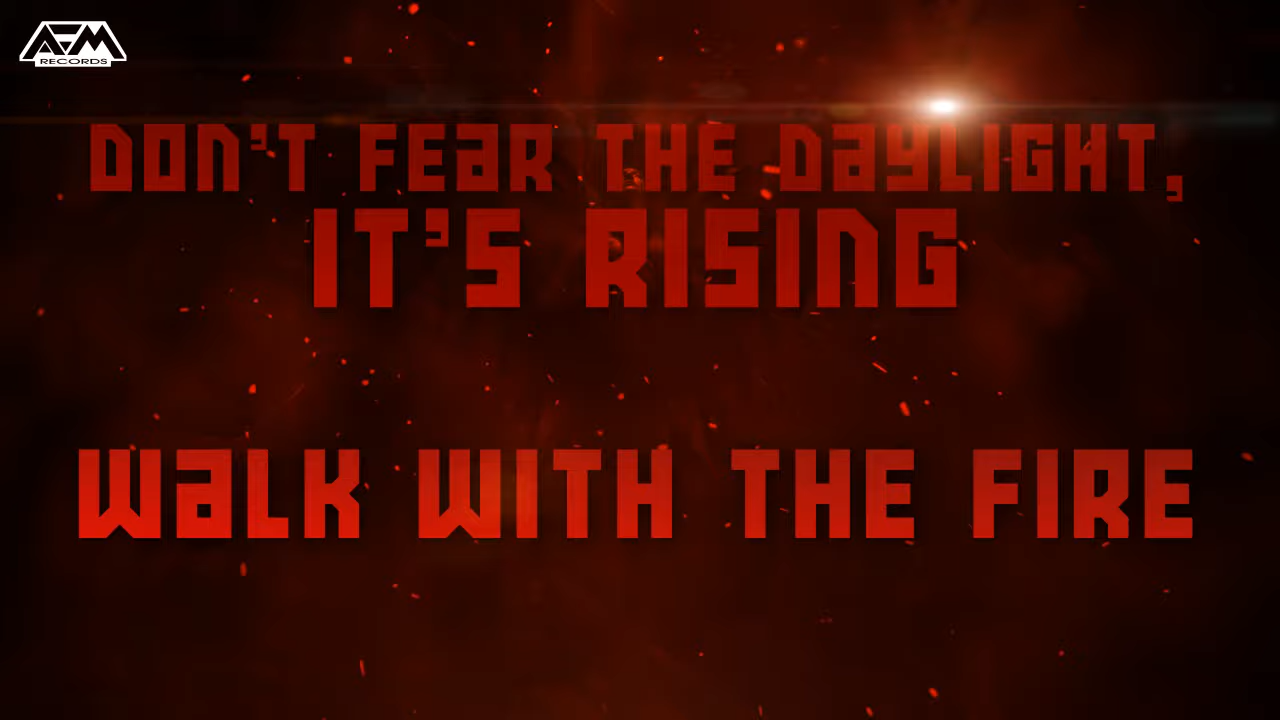 AFM
RECORDS
DON'T FEAR THE DAYLIGHT,
IT'S RISING
WALK WITH THE FIRE